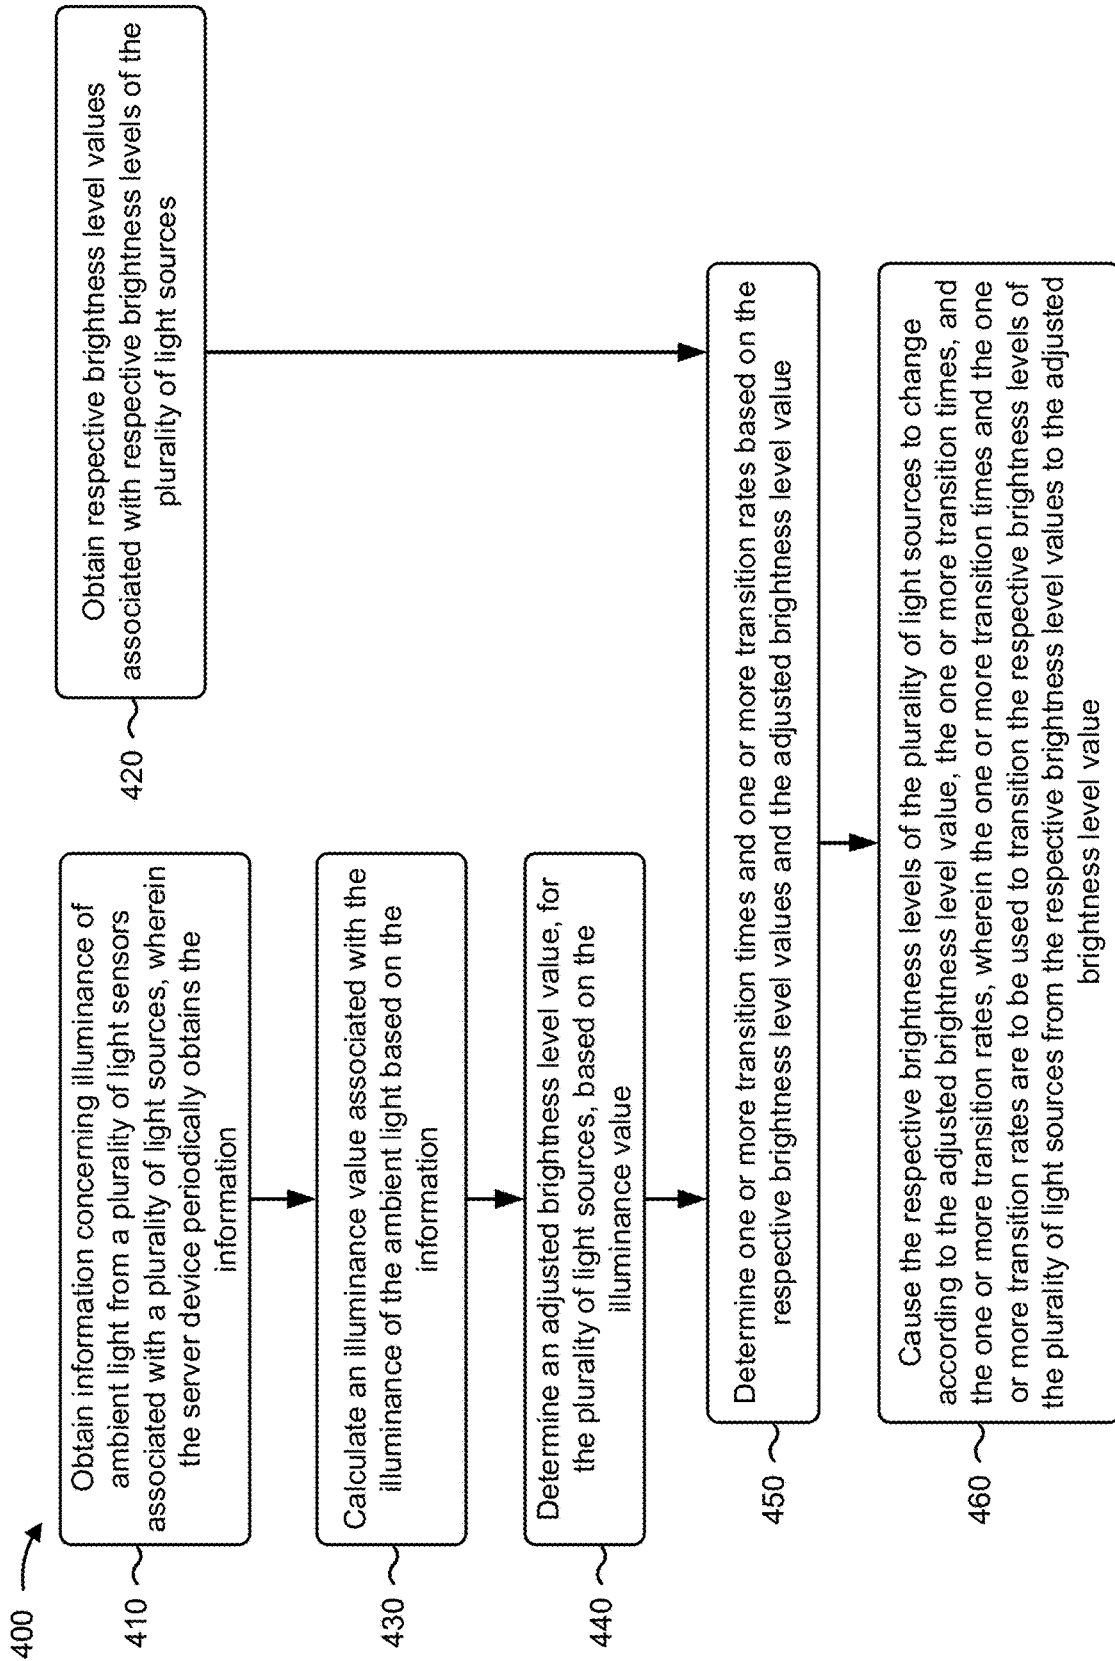 400
410
Obtain information concerning illuminance of
ambient light from a plurality of light sensors
associated with a plurality of light sources, wherein
the server device periodically obtains the
information
420
Obtain respective brightness level values
associated with respective brightness levels of the
plurality of light sources
430
Calculate an illuminance value associated with the
illuminance of the ambient light based on the
information
440
Determine an adjusted brightness level value, for
the plurality of light sources, based on the
illuminance value
450
Determine one or more transition times and one or more transition rates based on the
respective brightness level values and the adjusted brightness level value
460
Cause the respective brightness levels of the plurality of light sources to change
according to the adjusted brightness level value, the one or more transition times, and
the one or more transition rates, wherein the one or more transition times and the one
or more transition rates are to be used to transition the respective brightness levels of
the plurality of light sources from the respective brightness level values to the adjusted
brightness level value